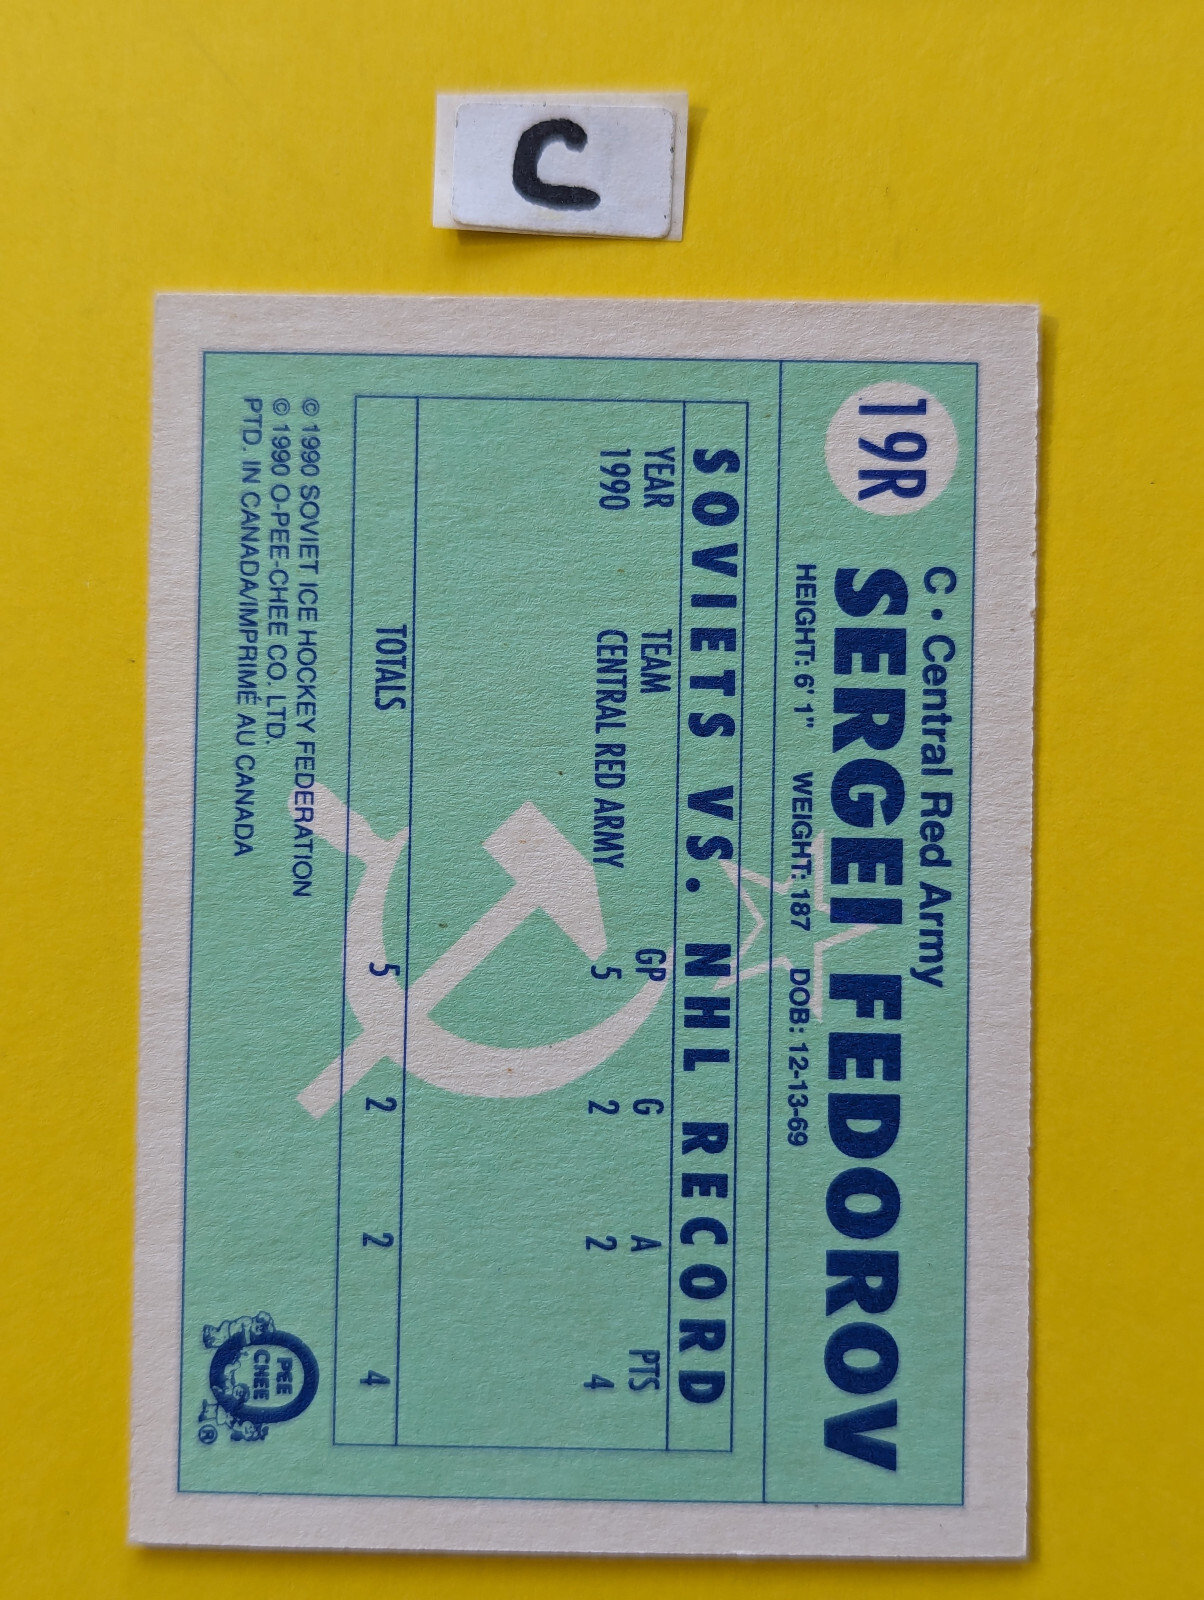 C
19R
C • Central Red Army
SERGEI FEDOROV
HEIGHT: 6' 1" WEIGHT: 187 DOB: 12-13-69
SOVIETS VS. NHL RECORD
YEAR TEAM GP G A PTS
1990 CENTRAL RED ARMY 5 2 2 4
TOTALS 5 2 2 4
© 1990 SOVIET ICE HOCKEY FEDERATION
© 1990 O-PEE-CHEE CO. LTD.
PTD. IN CANADA/IMPRIMÉ AU CANADA
O
PEE
CHEE
®